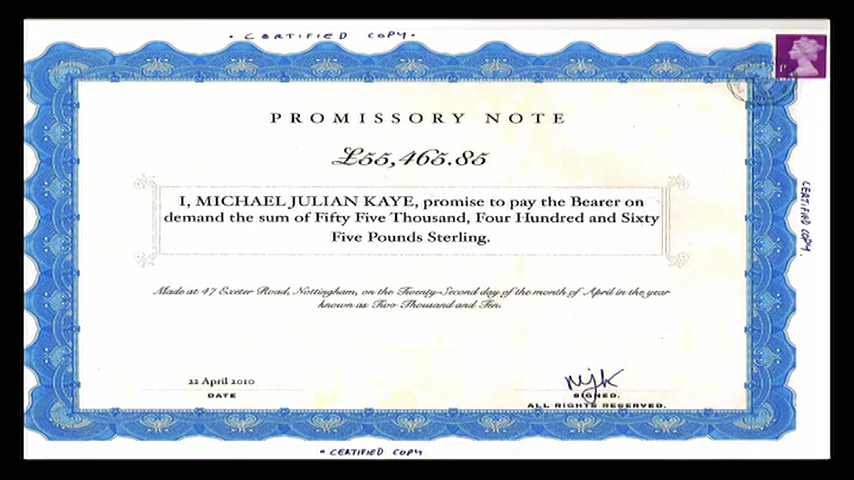 • CERTIFIED COPY •
PROMISSORY NOTE
£55,465.85
I, MICHAEL JULIAN KAYE, promise to pay the Bearer on
demand the sum of Fifty Five Thousand, Four Hundred and Sixty
Five Pounds Sterling.
Made at 47 Exeter Road, Nottingham, on the Twenty-Second day of the month of April in the year
known as Two Thousand and Ten.
22 April 2010
DATE
mjk
SIGNED.
ALL RIGHTS RESERVED.
CERTIFIED COPY.
• CERTIFIED COPY